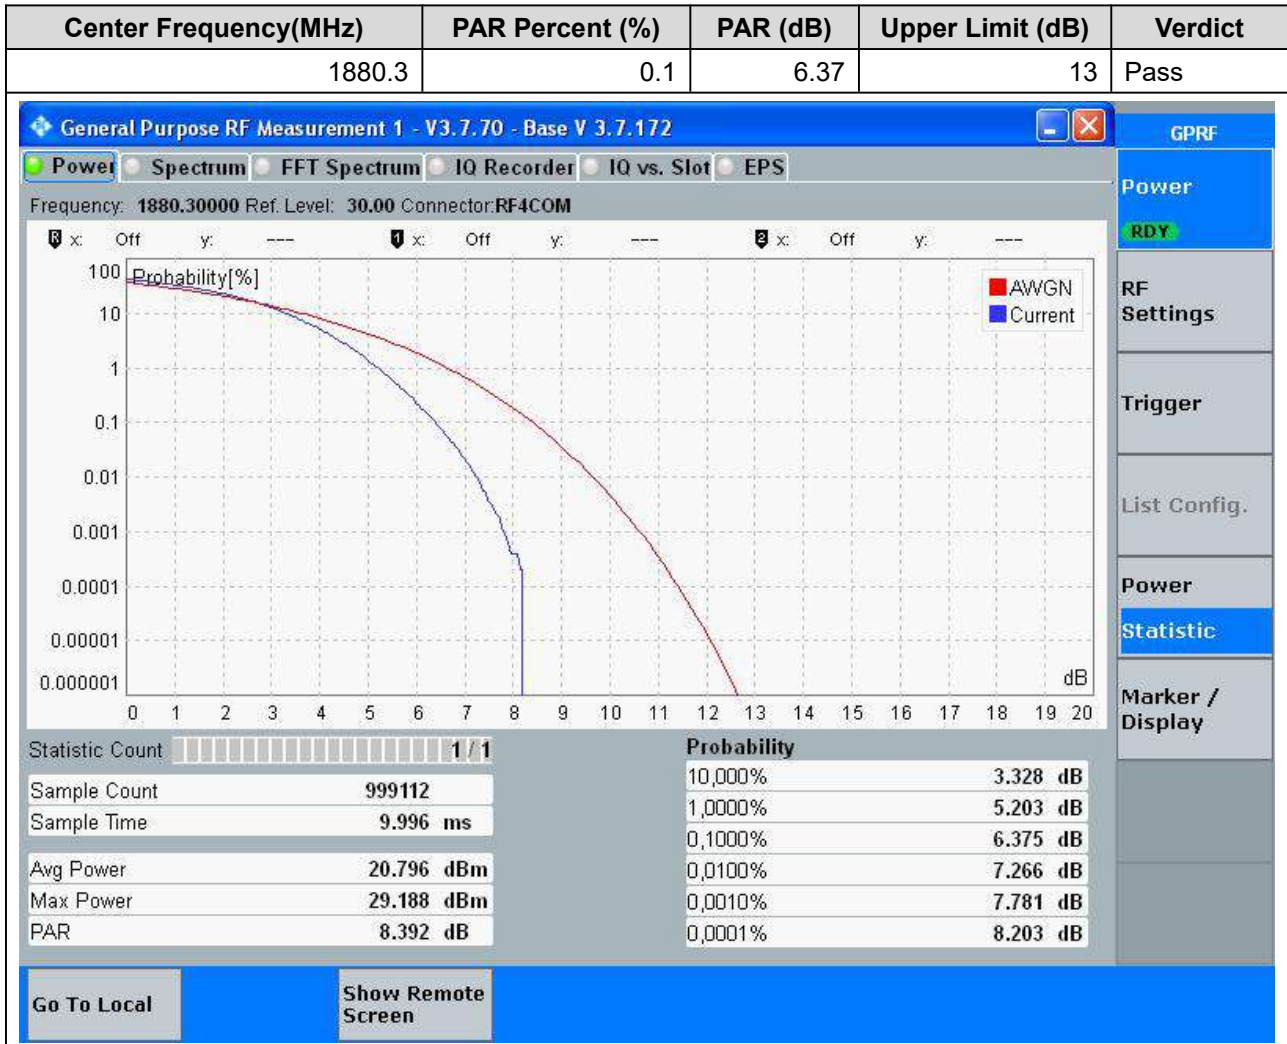 Center Frequency(MHz) PAR Percent (%) PAR (dB) Upper Limit (dB) Verdict
1880.3 0.1 6.37 13 Pass
General Purpose RF Measurement 1 - V3.7.70 - Base V 3.7.172
GPRF
Power Spectrum FFT Spectrum IQ Recorder IQ vs. Slot EPS
Frequency: 1880.30000 Ref. Level: 30.00 Connector:RF4COM
R x: Off y: --- 1 x: Off y: --- 2 x: Off y: ---
Probability[%]
AWGN
Current
100
10
1
0.1
0.01
0.001
0.0001
0.00001
0.000001
dB
0 1 2 3 4 5 6 7 8 9 10 11 12 13 14 15 16 17 18 19 20
Statistic Count 1 / 1
Sample Count 999112
Sample Time 9.996 ms
Avg Power 20.796 dBm
Max Power 29.188 dBm
PAR 8.392 dB
Probability
10,000% 3.328 dB
1,0000% 5.203 dB
0,1000% 6.375 dB
0,0100% 7.266 dB
0,0010% 7.781 dB
0,0001% 8.203 dB
Power
RDY
RF
Settings
Trigger
List Config.
Power
Statistic
Marker /
Display
Go To Local
Show Remote
Screen